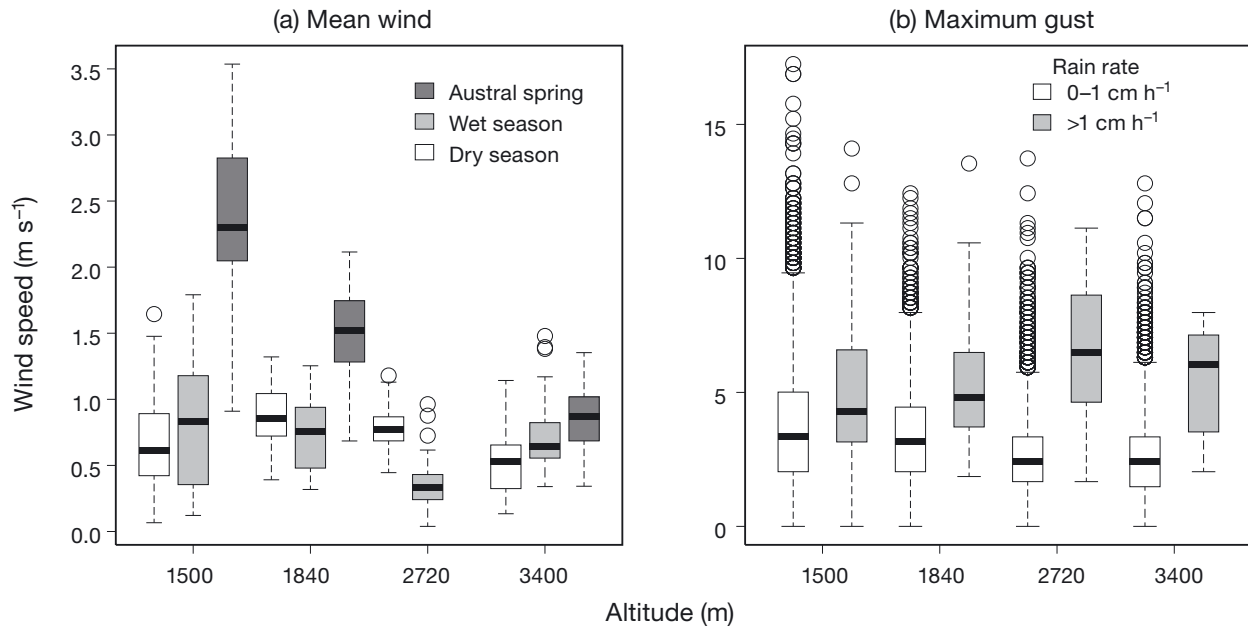 (a) Mean wind
(b) Maximum gust
Wind speed (m s⁻¹)
3.5
3.0
2.5
2.0
1.5
1.0
0.5
0.0
Austral spring
Wet season
Dry season
1500
1840
2720
3400
15
10
5
0
Rain rate
0–1 cm h⁻¹
>1 cm h⁻¹
1500
1840
2720
3400
Altitude (m)